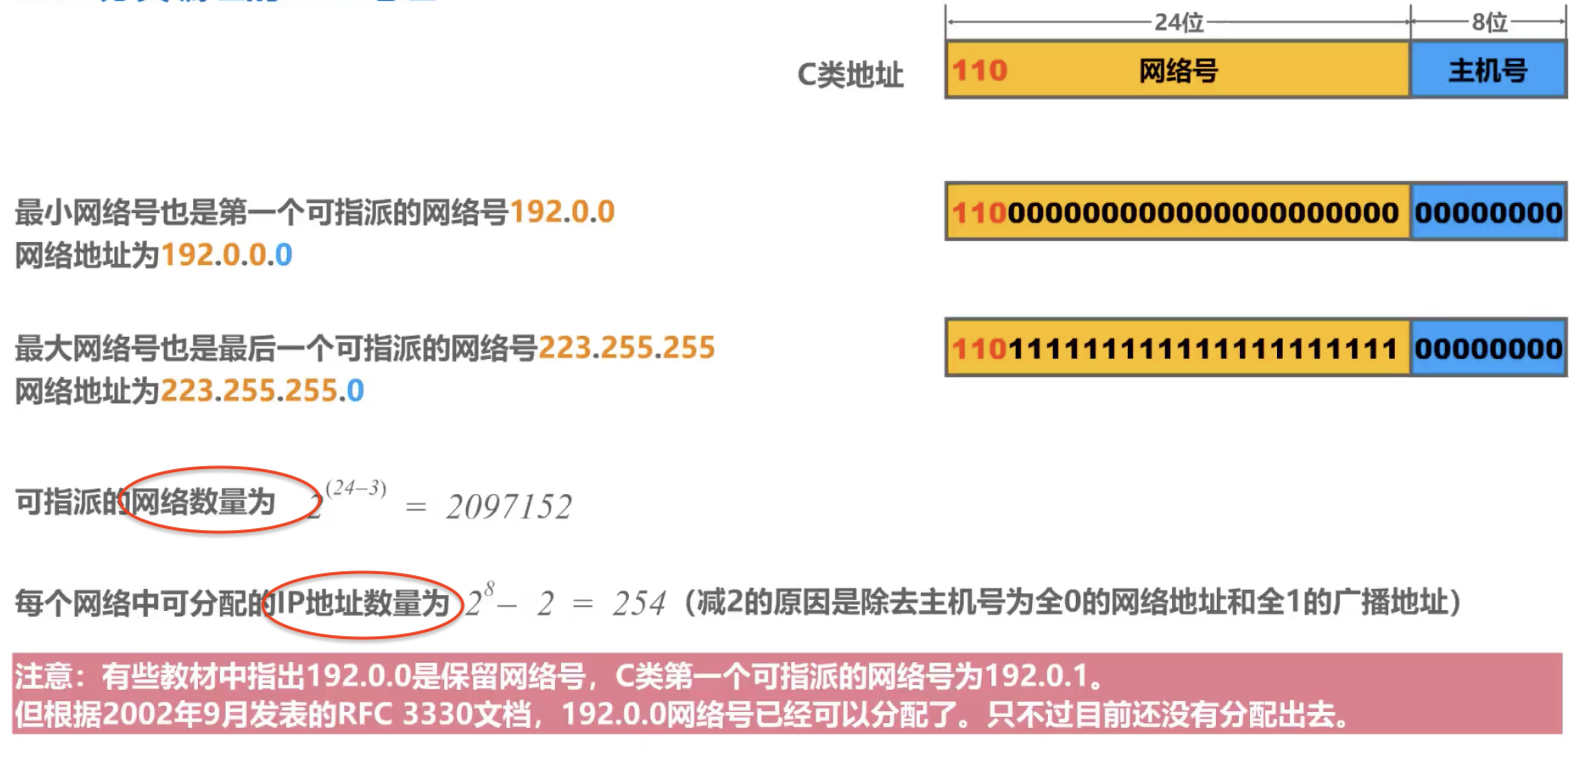 24位 8位
C类地址 110 网络号 主机号
最小网络号也是第一个可指派的网络号192.0.0
网络地址为192.0.0.0
110000000000000000000000 00000000
最大网络号也是最后一个可指派的网络号223.255.255
网络地址为223.255.255.0
110111111111111111111111 00000000
可指派的网络数量为 2^(24–3) = 2097152
每个网络中可分配的IP地址数量为 2^8 – 2 = 254（减2的原因是除去主机号为全0的网络地址和全1的广播地址）
注意：有些教材中指出192.0.0是保留网络号，C类第一个可指派的网络号为192.0.1。
但根据2002年9月发表的RFC 3330文档，192.0.0网络号已经可以分配了。只不过目前还没有分配出去。